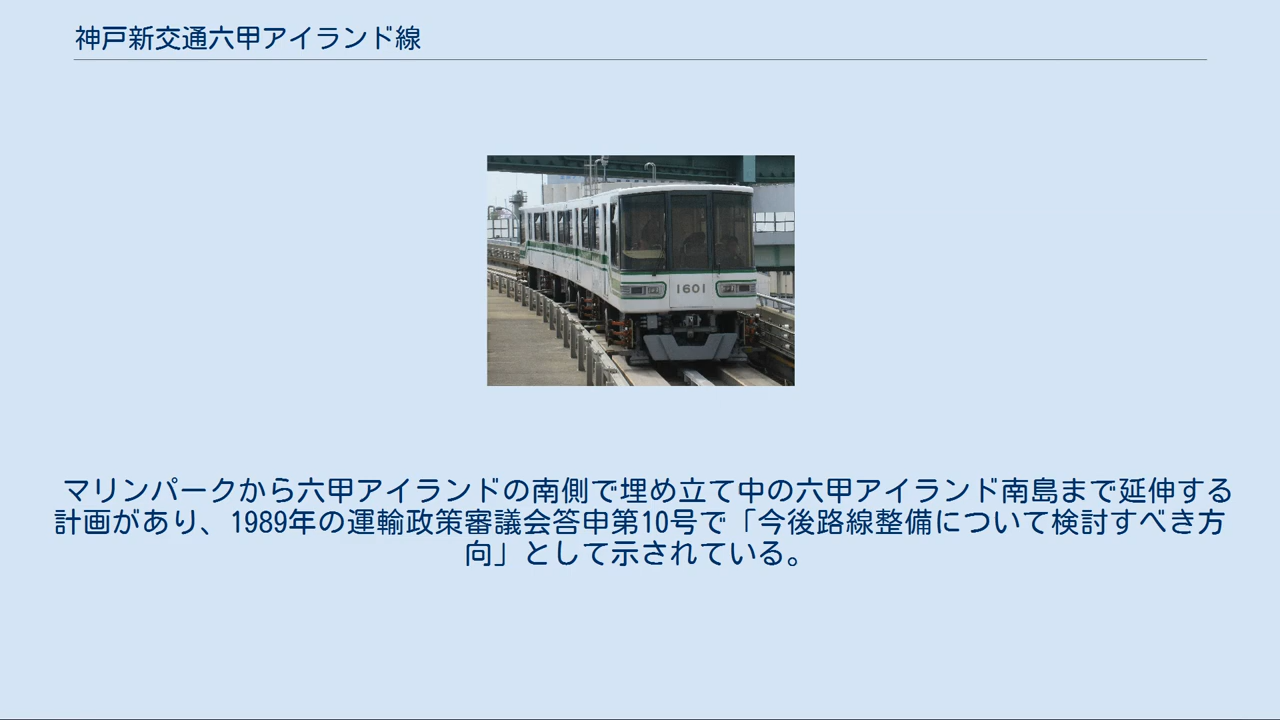 神戸新交通六甲アイランド線
1601
マリンパークから六甲アイランドの南側で埋め立て中の六甲アイランド南島まで延伸する
計画があり、1989年の運輸政策審議会答申第10号で「今後路線整備について検討すべき方
向」として示されている。